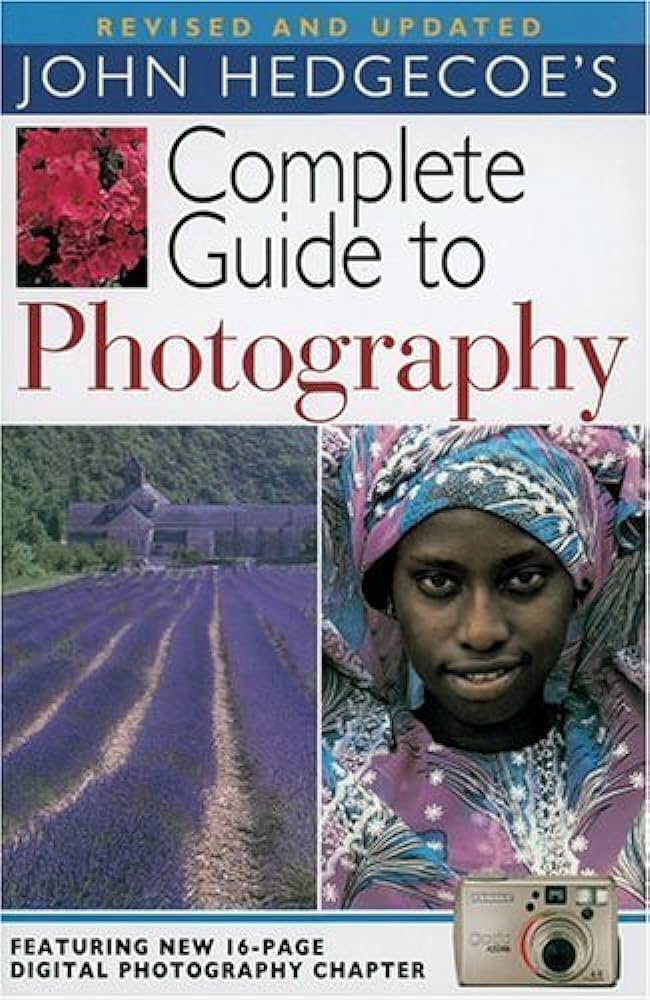 REVISED AND UPDATED
JOHN HEDGECOE'S
Complete
Guide to
Photography
FEATURING NEW 16-PAGE
DIGITAL PHOTOGRAPHY CHAPTER